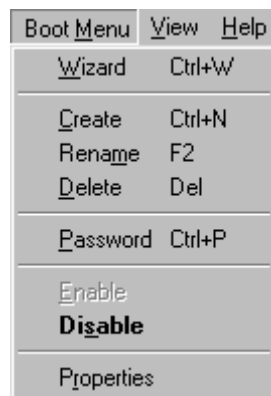 Boot Menu View Help
Wizard Ctrl+W
Create Ctrl+N
Rename F2
Delete Del
Password Ctrl+P
Enable
Disable
Properties